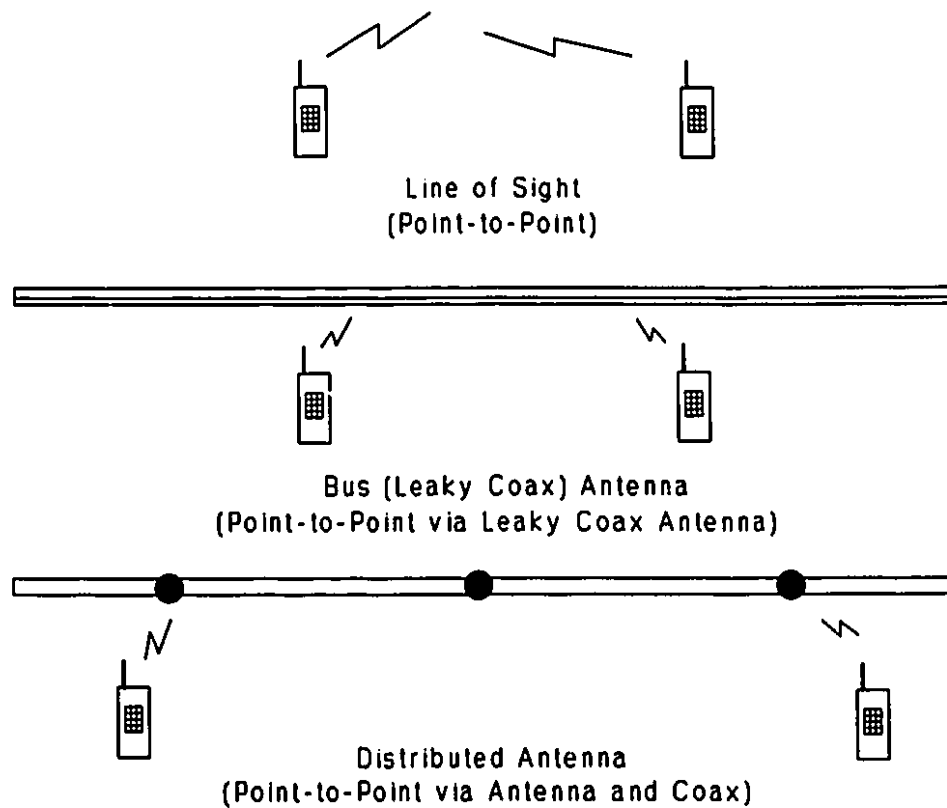 Line of Sight
(Point-to-Point)
Bus (Leaky Coax) Antenna
(Point-to-Point via Leaky Coax Antenna)
Distributed Antenna
(Point-to-Point via Antenna and Coax)